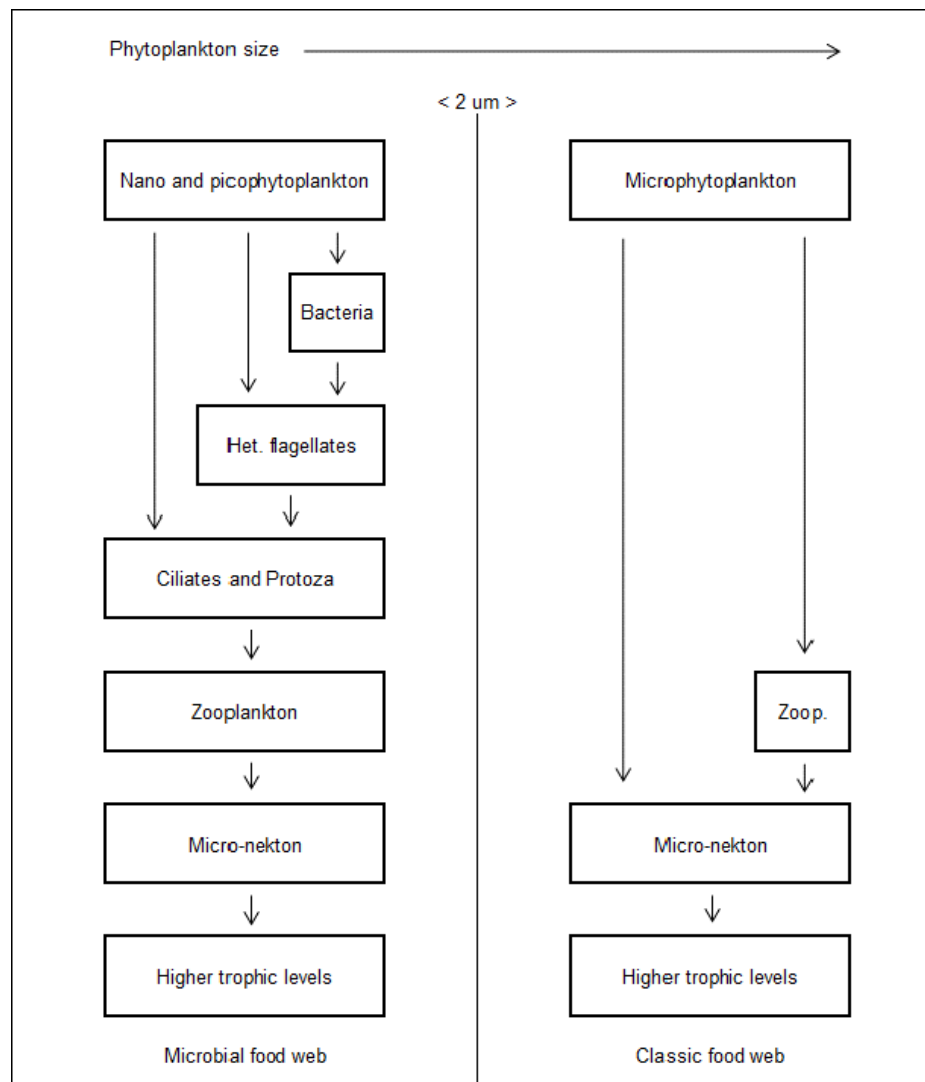 Phytoplankton size
< 2 um >
Nano and picophytoplankton
Bacteria
Het. flagellates
Ciliates and Protoza
Zooplankton
Micro-nekton
Higher trophic levels
Microbial food web
Microphytoplankton
Zoop.
Micro-nekton
Higher trophic levels
Classic food web